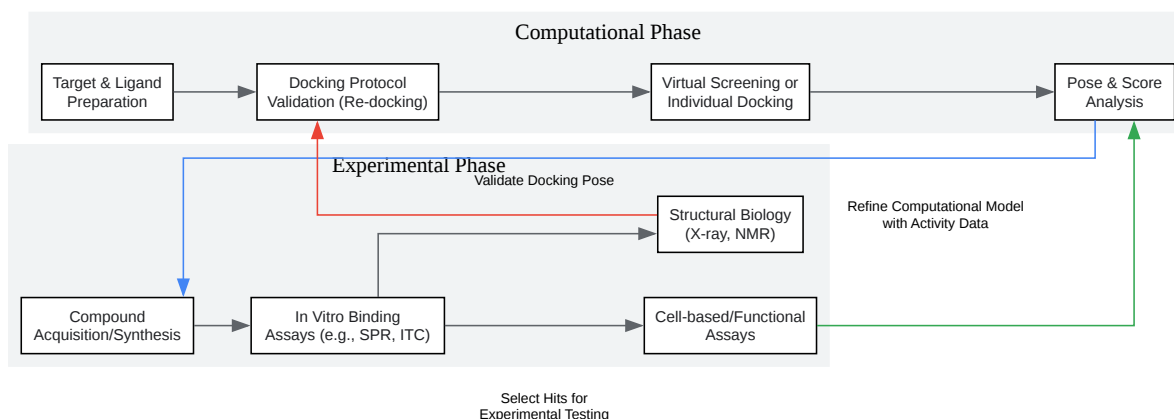 Computational Phase
Target & Ligand
Preparation
Docking Protocol
Validation (Re-docking)
Virtual Screening or
Individual Docking
Pose & Score
Analysis
Experimental Phase
Validate Docking Pose
Structural Biology
(X-ray, NMR)
Refine Computational Model
with Activity Data
Compound
Acquisition/Synthesis
In Vitro Binding
Assays (e.g., SPR, ITC)
Cell-based/Functional
Assays
Select Hits for
Experimental Testing